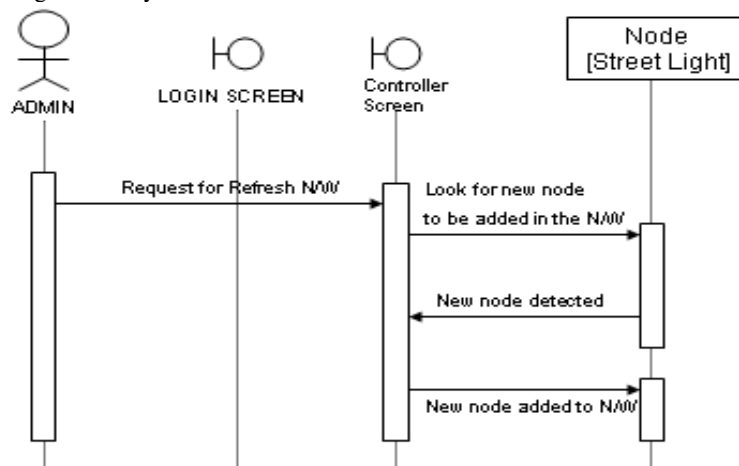 Node
[Street Light]
ADMIN
LOGIN SCREEN
Controller
Screen
Request for Refresh N/W
Look for new node
to be added in the N/W
New node detected
New node added to N/W